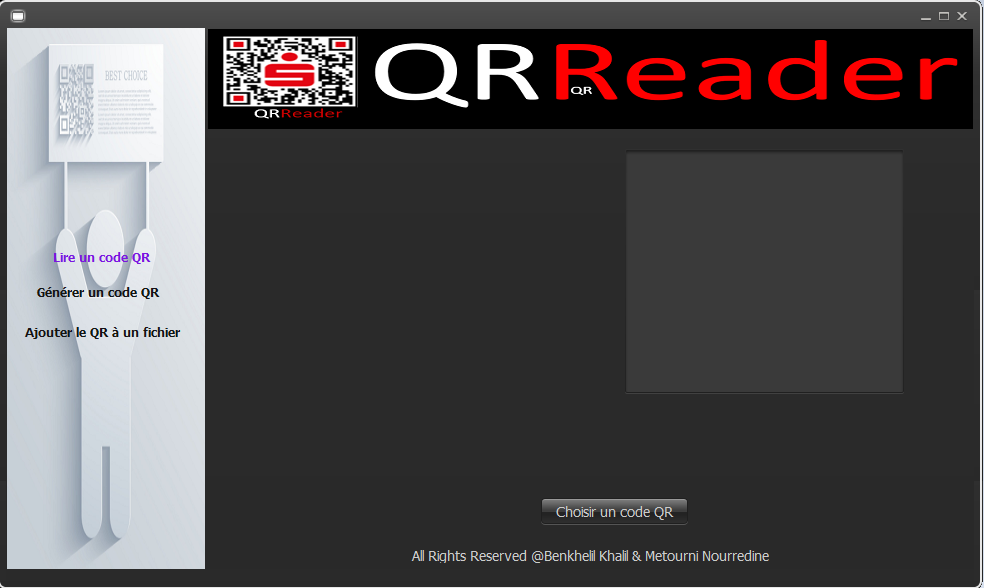 BEST CHOICE
Lire un code QR
Générer un code QR
Ajouter le QR à un fichier
QRReader
QRReader
QR
Choisir un code QR
All Rights Reserved @Benkhelil Khalil & Metourni Nourredine